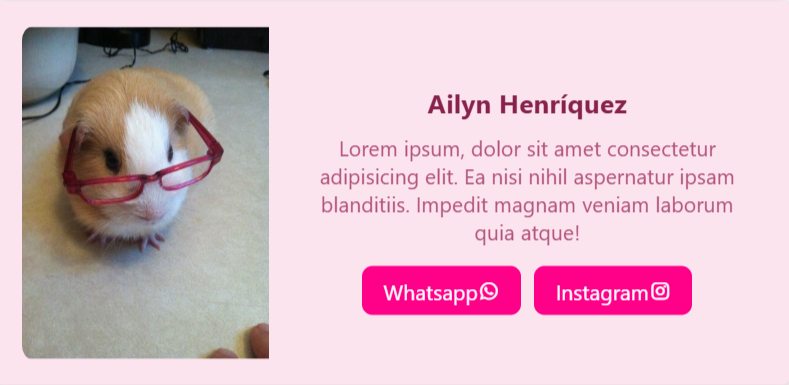 Ailyn Henríquez
Lorem ipsum, dolor sit amet consectetur
adipisicing elit. Ea nisi nihil aspernatur ipsam
blanditiis. Impedit magnam veniam laborum
quia atque!
Whatsapp
Instagram